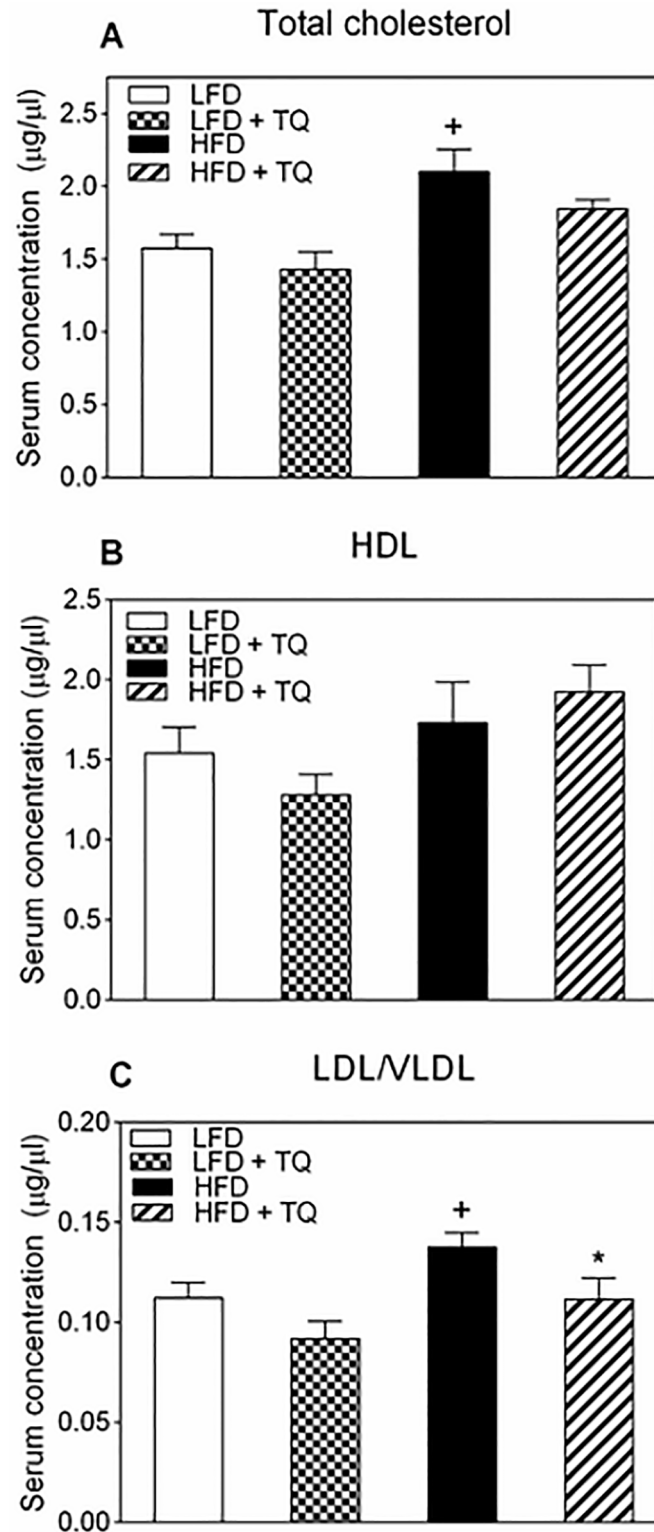 A
Total cholesterol
Serum concentration (μg/μl)
2.5
2.0
1.5
1.0
0.5
0.0
LFD
LFD + TQ
HFD
HFD + TQ
+
B
HDL
Serum concentration (μg/μl)
2.5
2.0
1.5
1.0
0.5
0.0
LFD
LFD + TQ
HFD
HFD + TQ
C
LDL/VLDL
Serum concentration (μg/μl)
0.20
0.15
0.10
0.05
0.00
LFD
LFD + TQ
HFD
HFD + TQ
+
*